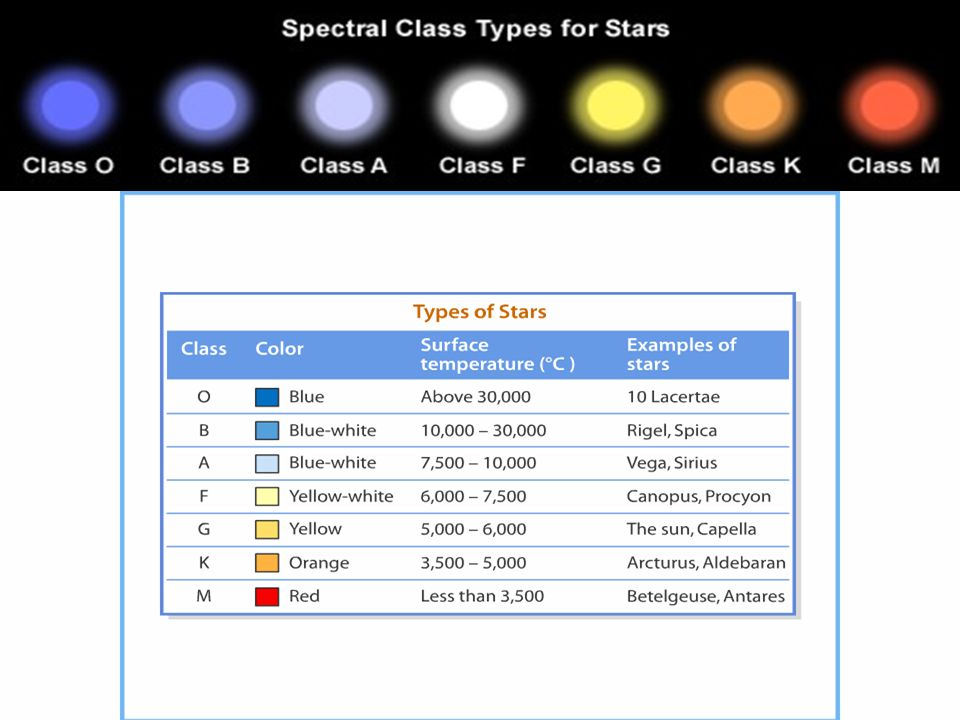 Spectral Class Types for Stars
Class O Class B Class A Class F Class G Class K Class M
Types of Stars
Class Color Surface temperature (°C ) Examples of stars
O Blue Above 30,000 10 Lacertae
B Blue-white 10,000 – 30,000 Rigel, Spica
A Blue-white 7,500 – 10,000 Vega, Sirius
F Yellow-white 6,000 – 7,500 Canopus, Procyon
G Yellow 5,000 – 6,000 The sun, Capella
K Orange 3,500 – 5,000 Arcturus, Aldebaran
M Red Less than 3,500 Betelgeuse, Antares